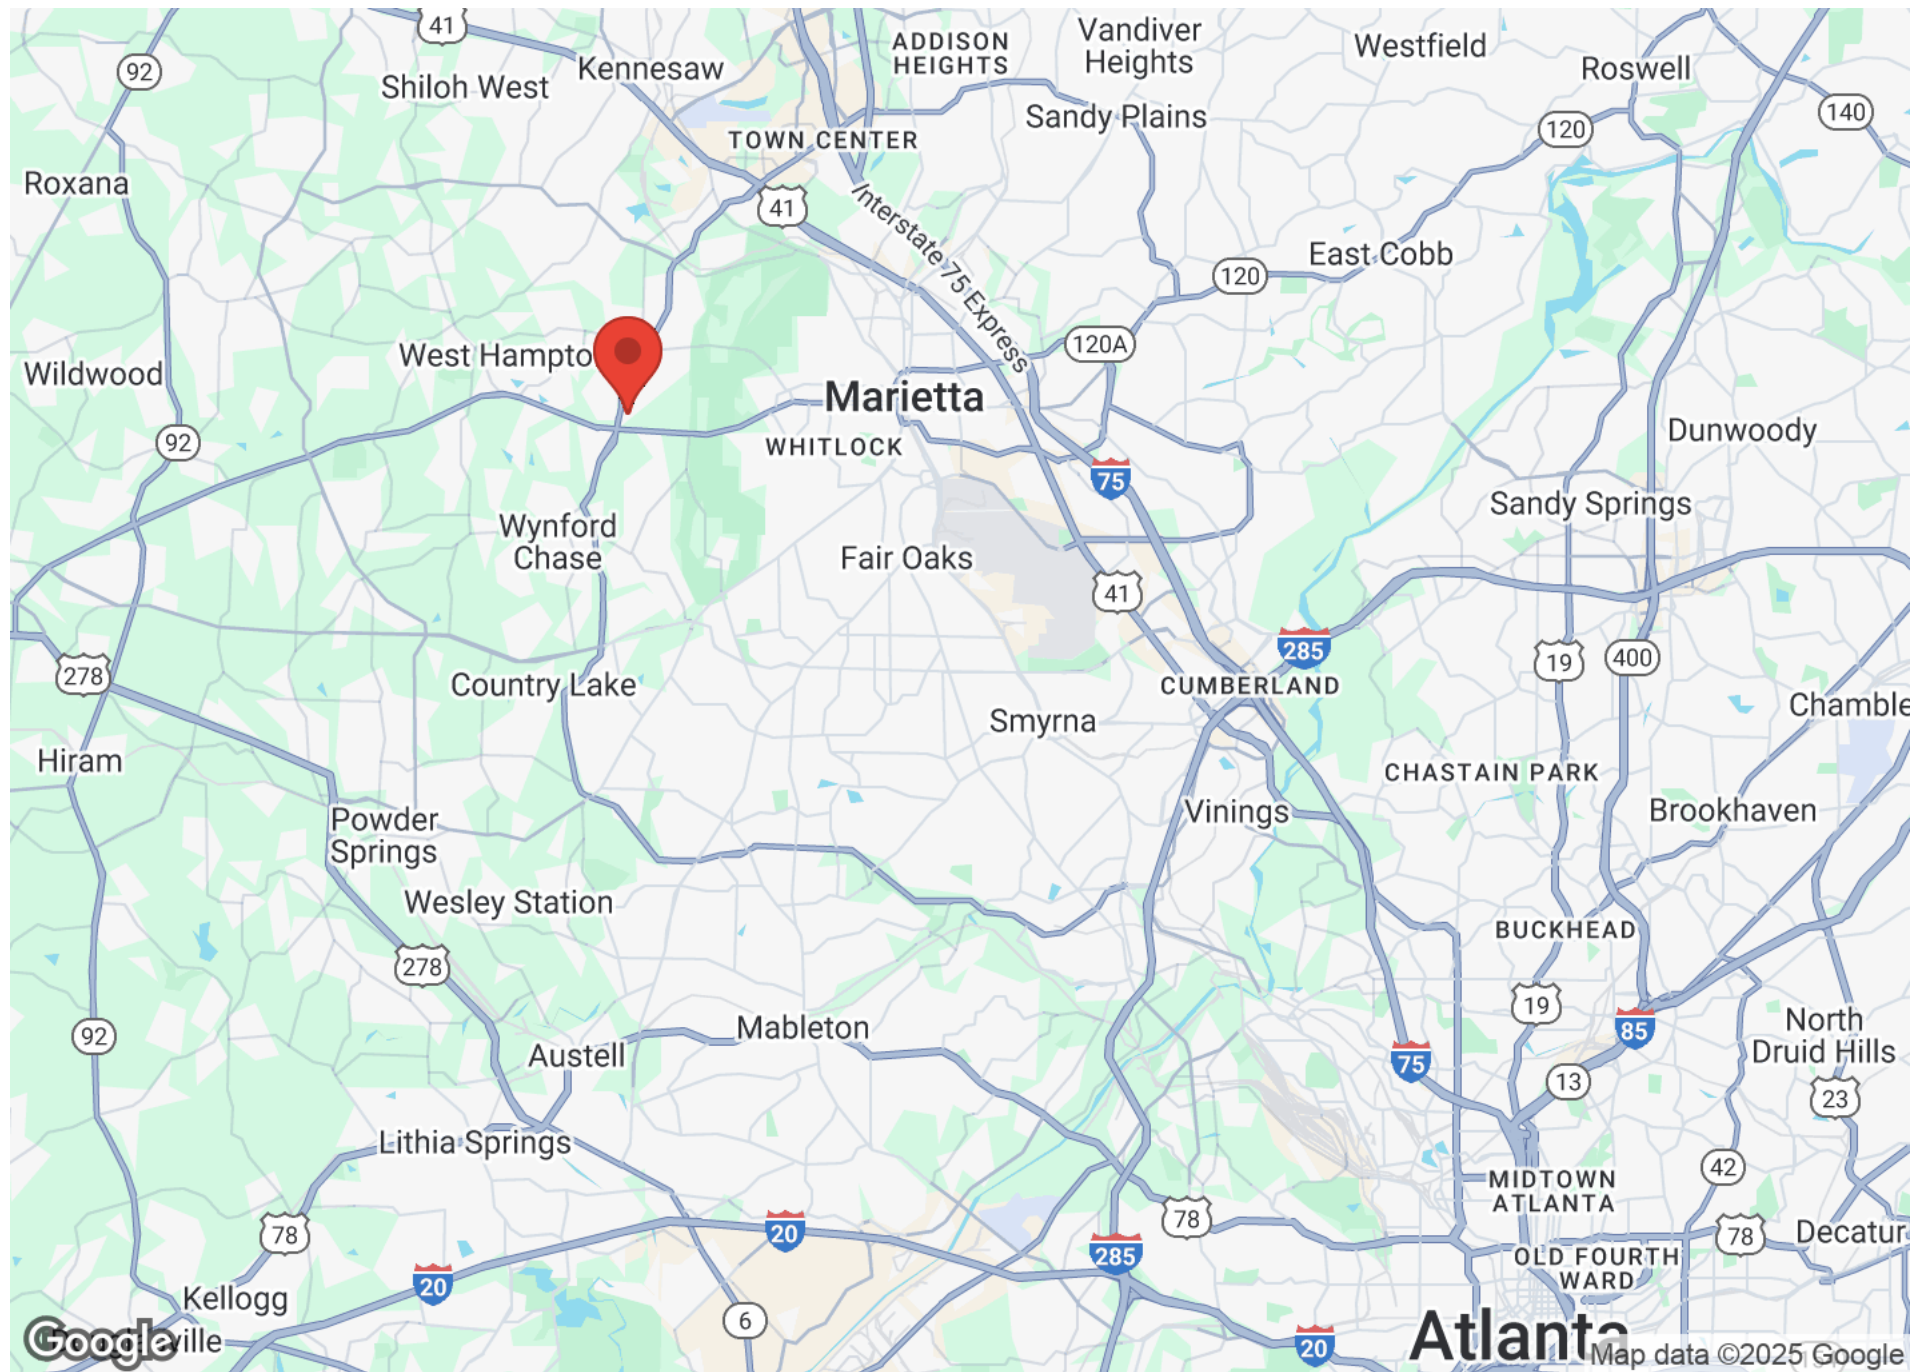 41
ADDISON
HEIGHTS
Vandiver
Heights
Westfield
Roswell
92
Shiloh West
Kennesaw
Sandy Plains
120
140
TOWN CENTER
Roxana
41
Interstate 75 Express
East Cobb
120
West Hampto
120A
Wildwood
Marietta
92
WHITLOCK
Dunwoody
75
Sandy Springs
Wynford
Chase
Fair Oaks
41
285
19
400
278
Country Lake
CUMBERLAND
Chamble
Smyrna
Hiram
CHASTAIN PARK
Powder
Springs
Vinings
Brookhaven
Wesley Station
BUCKHEAD
278
19
85
92
Mableton
North
Druid Hills
Austell
75
13
23
Lithia Springs
42
MIDTOWN
ATLANTA
78
20
78
78
Decatur
285
OLD FOURTH
WARD
20
Kellogg
6
Google
ville
20
Atlanta
Map data ©2025 Google